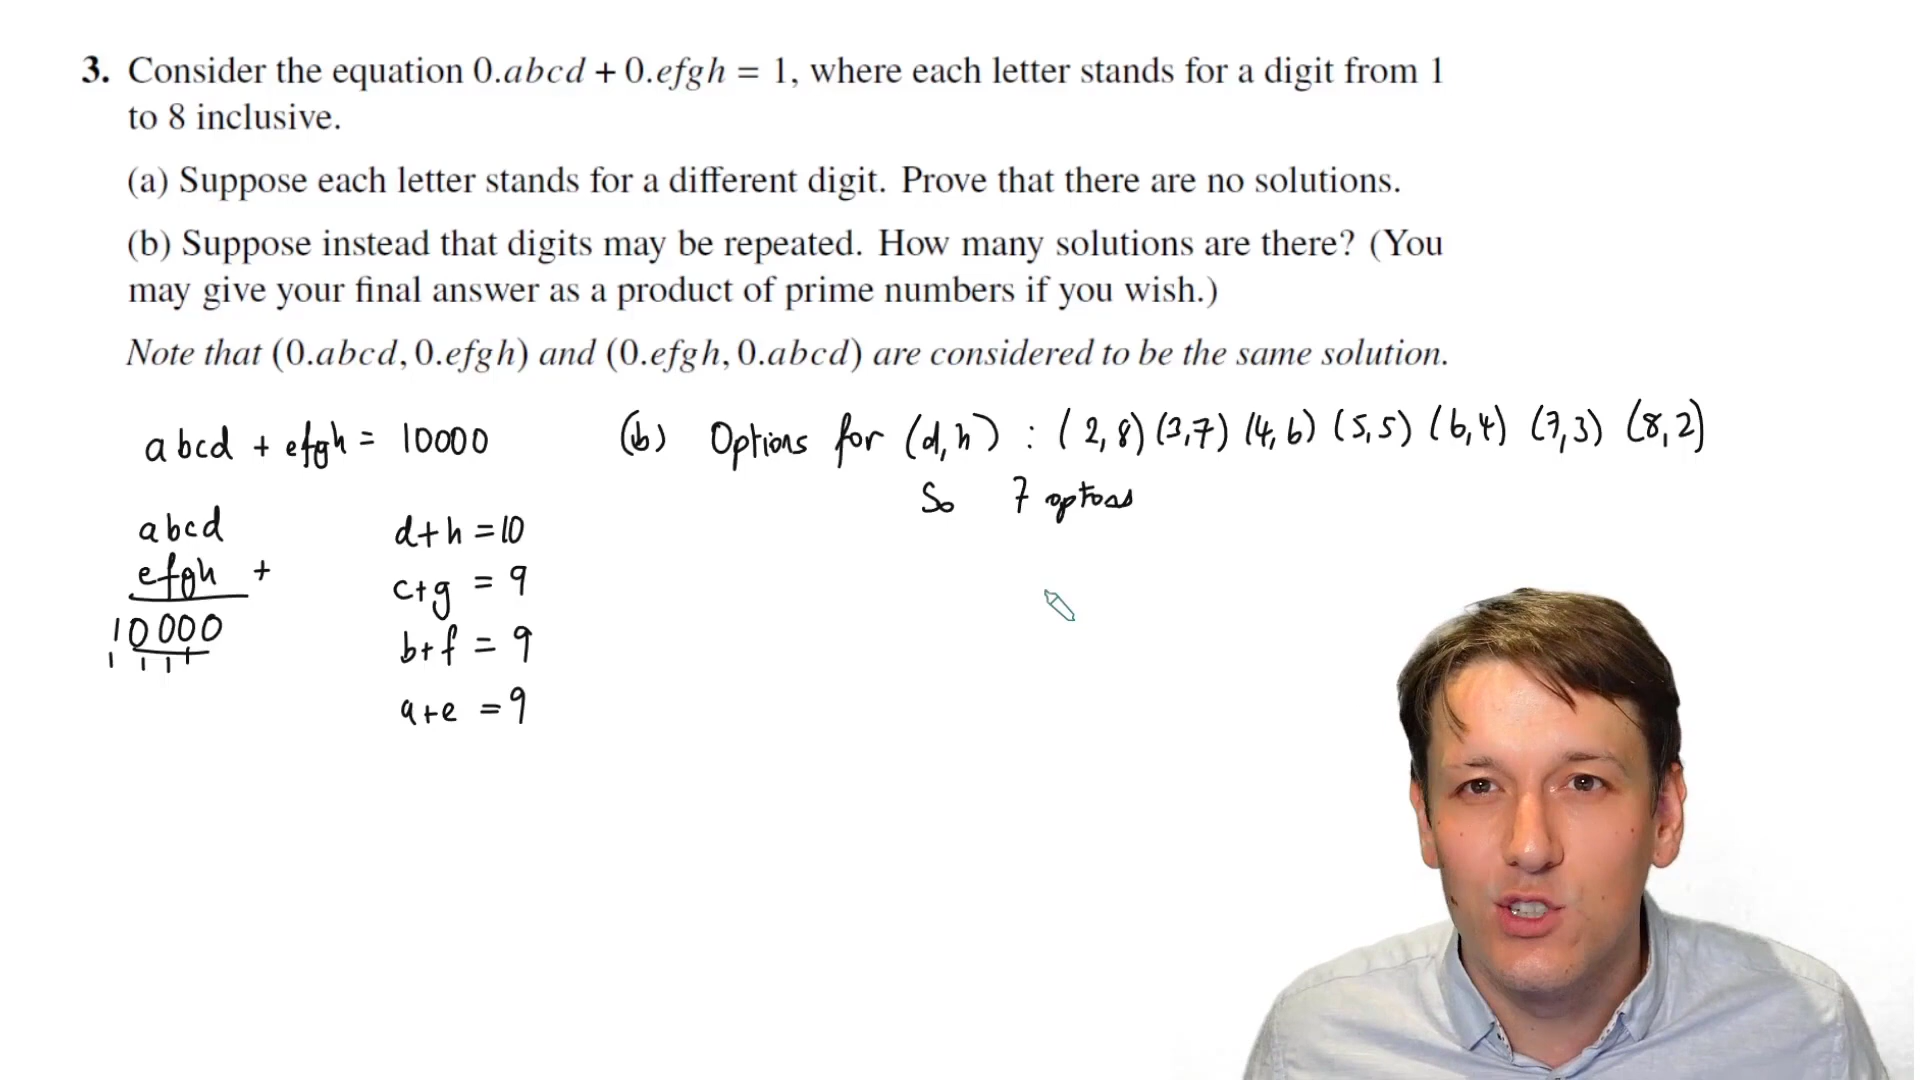 3. Consider the equation 0.abcd + 0.efgh = 1, where each letter stands for a digit from 1
to 8 inclusive.
(a) Suppose each letter stands for a different digit. Prove that there are no solutions.
(b) Suppose instead that digits may be repeated. How many solutions are there? (You
may give your final answer as a product of prime numbers if you wish.)
Note that (0.abcd, 0.efgh) and (0.efgh, 0.abcd) are considered to be the same solution.
abcd + efgh = 10000
abcd
efgh +
10000
1 1 1 1
d+h = 10
c+g = 9
b+f = 9
a+e = 9
(b) Options for (d,h) : (2,8) (3,7) (4,6) (5,5) (6,4) (7,3) (8,2)
So 7 optoas